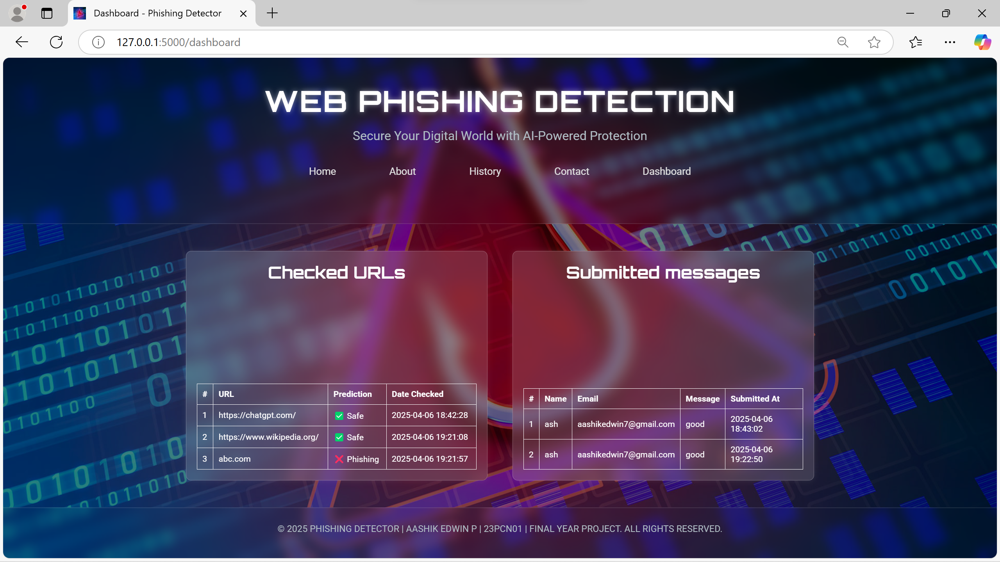 Dashboard - Phishing Detector
127.0.0.1:5000/dashboard
WEB PHISHING DETECTION
Secure Your Digital World with AI-Powered Protection
Home About History Contact Dashboard
Checked URLs
# URL Prediction Date Checked
1 https://chatgpt.com/ ✅ Safe 2025-04-06 18:42:28
2 https://www.wikipedia.org/ ✅ Safe 2025-04-06 19:21:08
3 abc.com ❌ Phishing 2025-04-06 19:21:57
Submitted messages
# Name Email Message Submitted At
1 ash aashikedwin7@gmail.com good 2025-04-06
18:43:02
2 ash aashikedwin7@gmail.com good 2025-04-06
19:22:50
© 2025 PHISHING DETECTOR | AASHIK EDWIN P | 23PCN01 | FINAL YEAR PROJECT. ALL RIGHTS RESERVED.